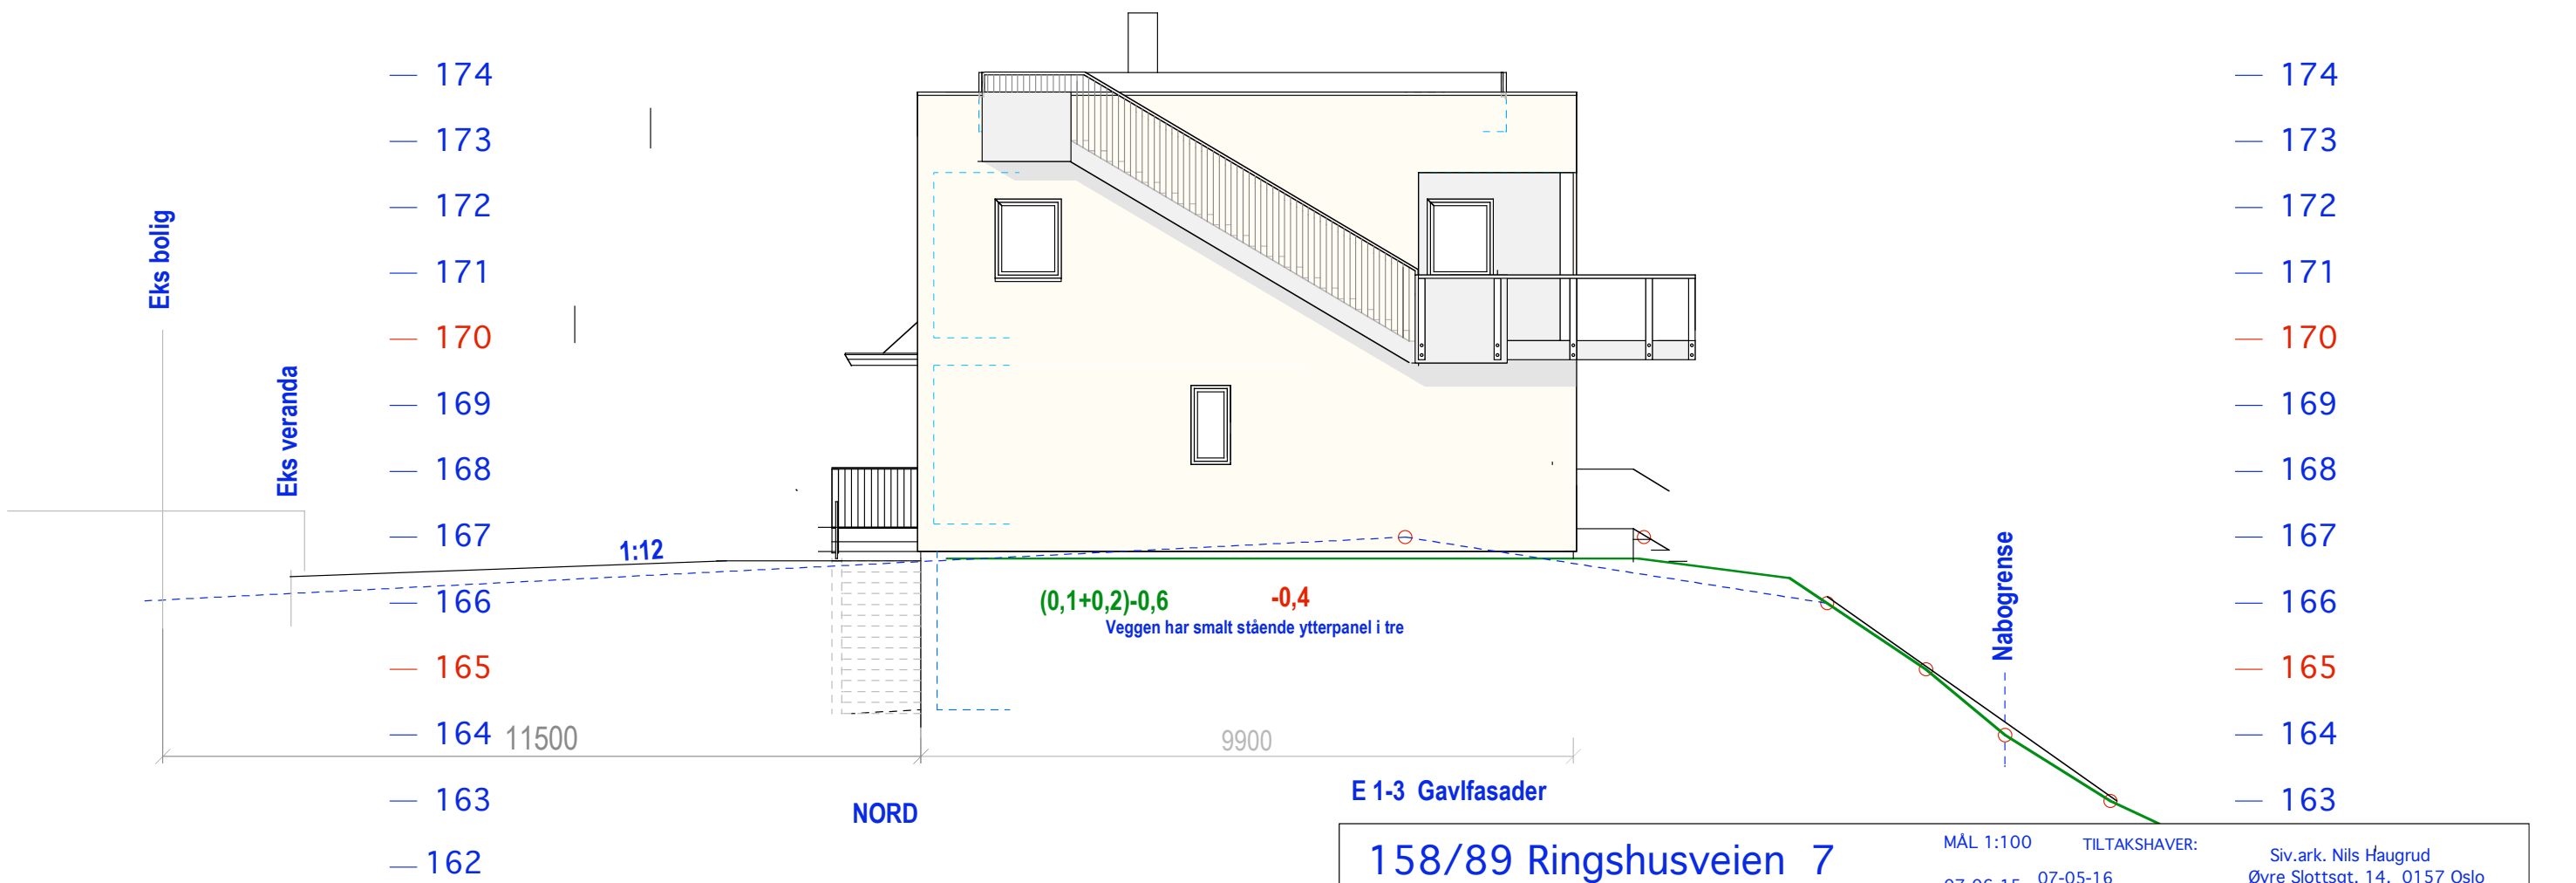 174
173
172
171
170
169
168
167
166
165
164
163
162
Eks bolig
Eks veranda
1:12
11500
9900
(0,1+0,2)-0,6
-0,4
Veggen har smalt stående ytterpanel i tre
NORD
E 1-3 Gavlfasader
Nabogrense
174
173
172
171
170
169
168
167
166
165
164
163
158/89 Ringshusveien 7
MÅL 1:100
TILTAKSHAVER:
07-05-16
Siv.ark. Nils Haugrud
Øvre Slottsgt. 14, 0157 Oslo